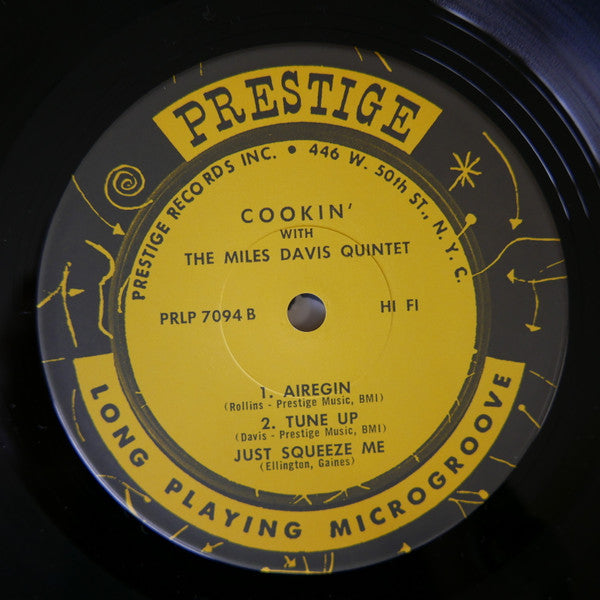 PRESTIGE
PRESTIGE RECORDS INC. • 446 W. 50th ST., N. Y. C.
COOKIN'
WITH
THE MILES DAVIS QUINTET
PRLP 7094 B HI FI
1. AIREGIN
(Rollins - Prestige Music, BMI)
2. TUNE UP
(Davis - Prestige Music, BMI)
JUST SQUEEZE ME
(Ellington, Gaines)
LONG PLAYING MICROGROOVE